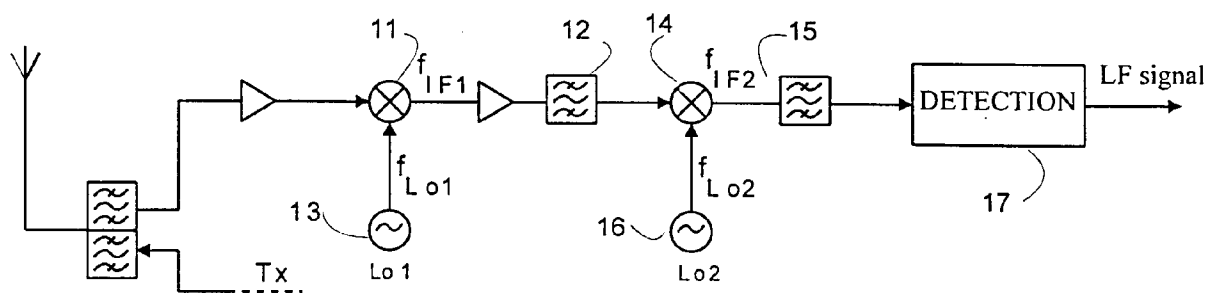 11
f IF1
12
14
f IF2
15
DETECTION
LF signal
17
f Lo1
f Lo2
13
16
Lo1
Lo2
Tx